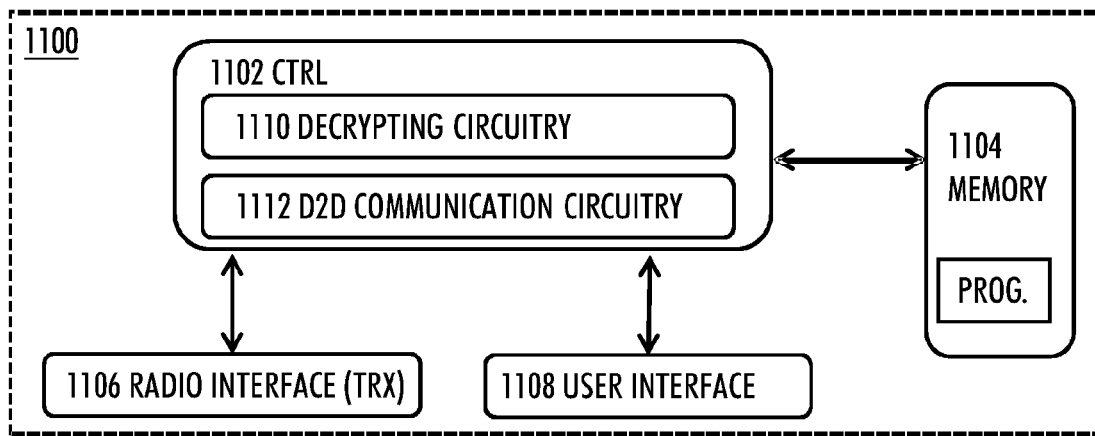 1100
1102 CTRL
1110 DECRYPTING CIRCUITRY
1112 D2D COMMUNICATION CIRCUITRY
1104
MEMORY
PROG.
1106 RADIO INTERFACE (TRX)
1108 USER INTERFACE